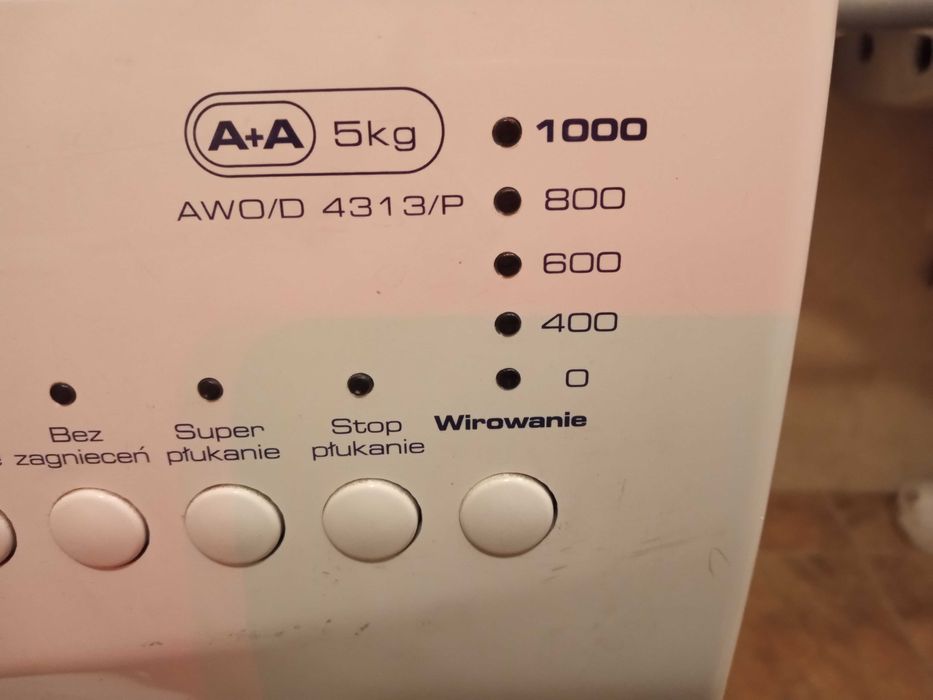 A+A 5kg
AWO/D 4313/P
1000
800
600
400
0
Bez
zagnieceń
Super
płukanie
Stop
płukanie
Wirowanie